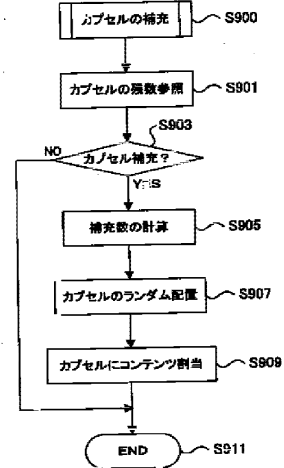 カプセルの補充
S900
カプセルの残数参照
S901
S903
NO
カプセル補充？
YES
補充数の計算
S905
カプセルのランダム配置
S907
カプセルにコンテンツ割当
S909
END
S911